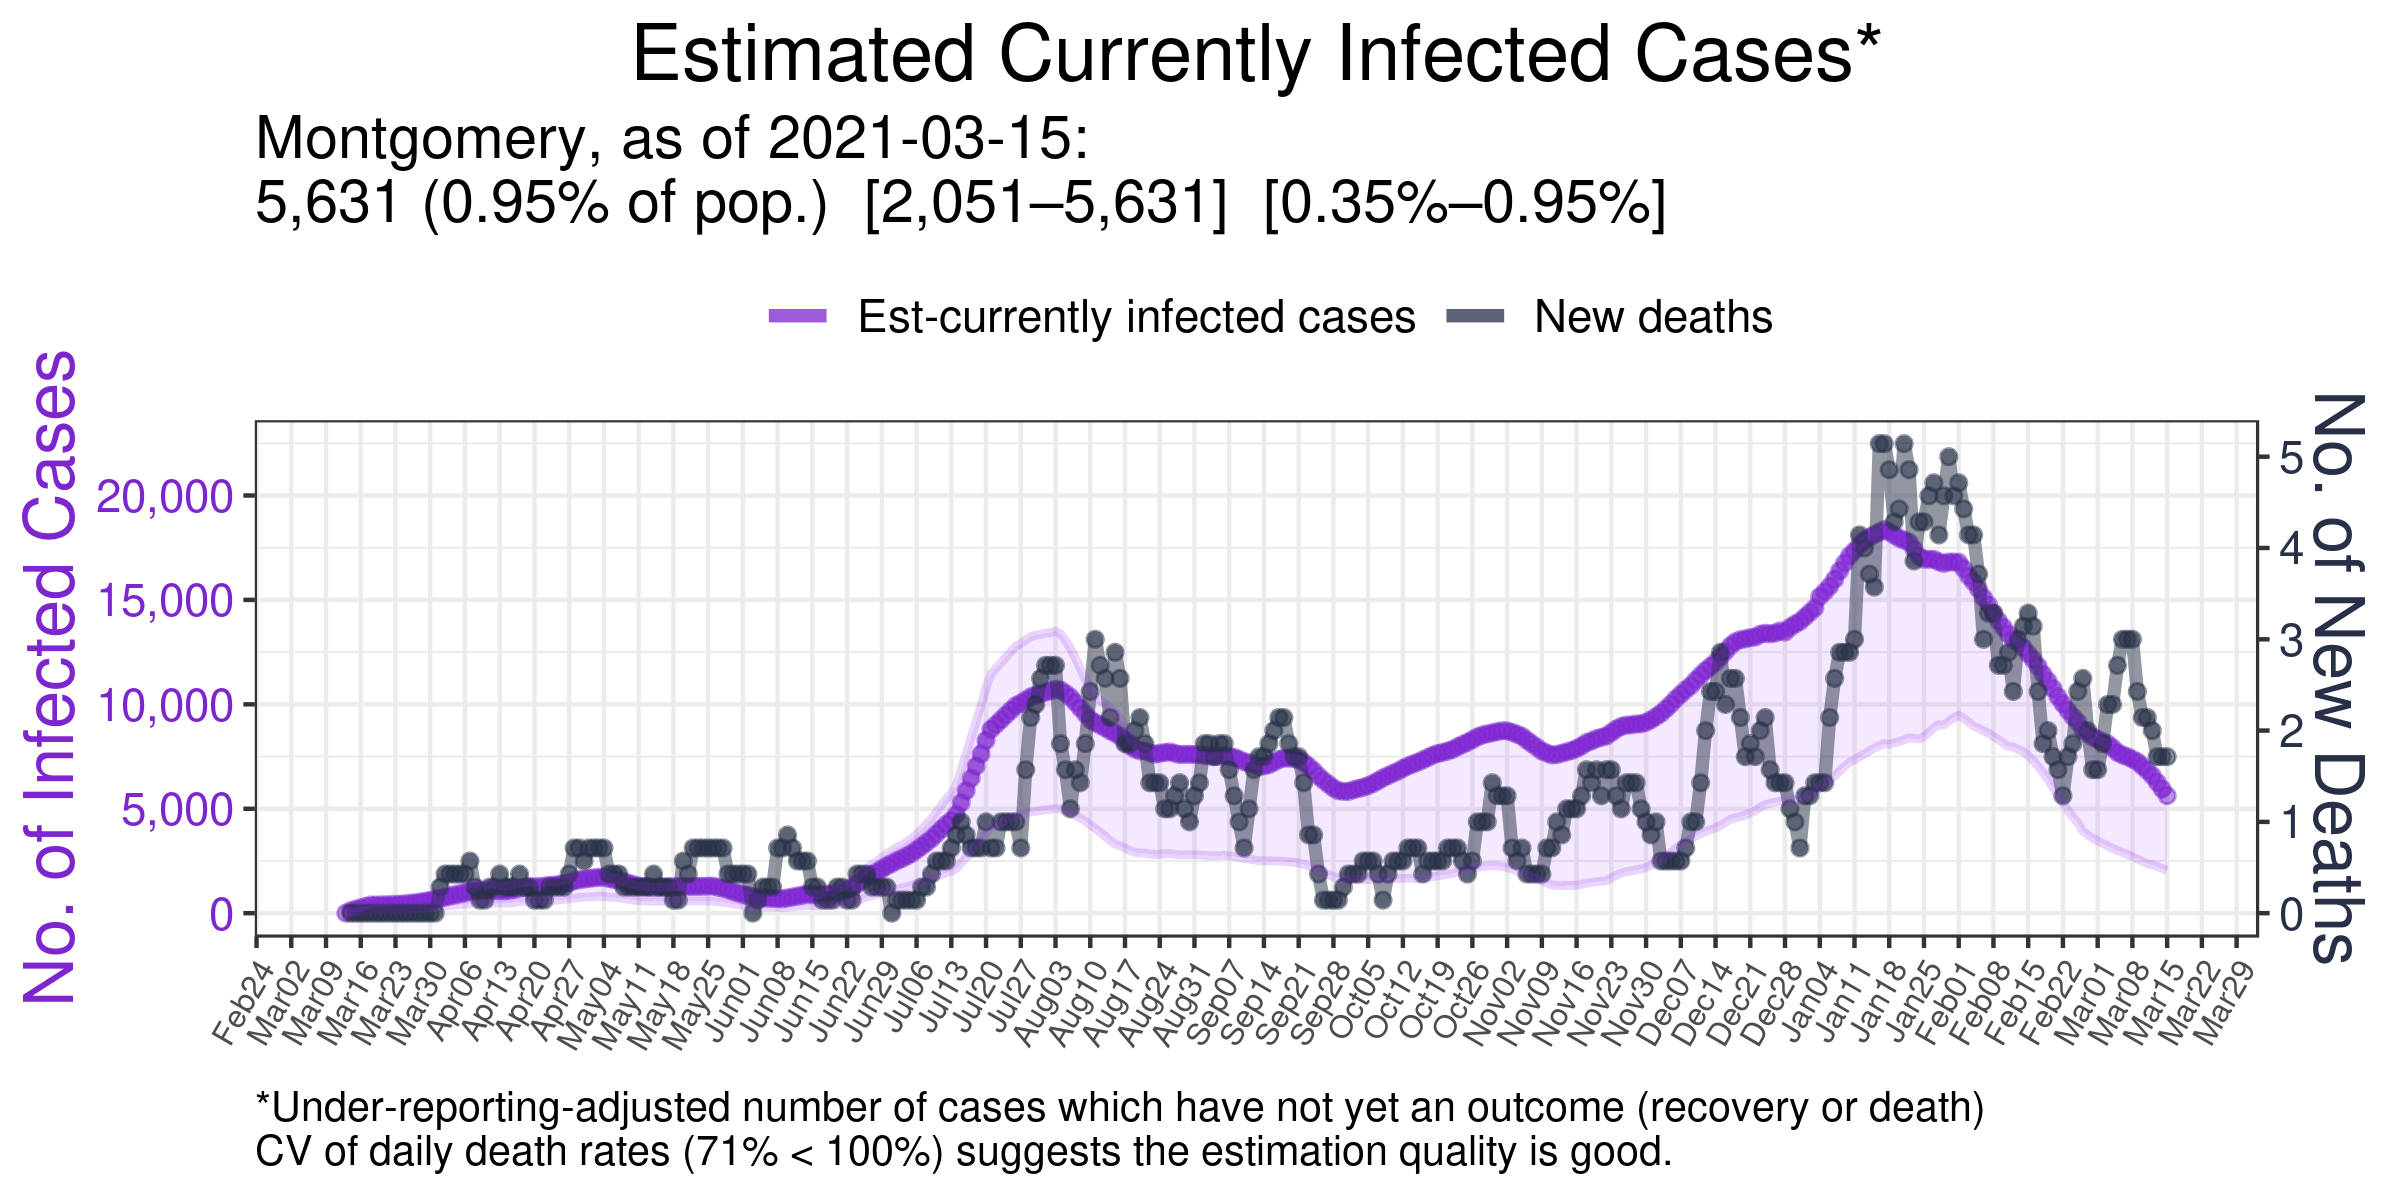 Estimated Currently Infected Cases*
Montgomery, as of 2021-03-15:
5,631 (0.95% of pop.)  [2,051–5,631]  [0.35%–0.95%]
Est-currently infected cases New deaths
No. of Infected Cases
20,000
15,000
10,000
5,000
0
5
4
3
2
1
0
No. of New Deaths
Feb24 Mar02 Mar09 Mar16 Mar23 Mar30 Apr06 Apr13 Apr20 Apr27 May04 May11 May18 May25 Jun01 Jun08 Jun15 Jun22 Jun29 Jul06 Jul13 Jul20 Jul27 Aug03 Aug10 Aug17 Aug24 Aug31 Sep07 Sep14 Sep21 Sep28 Oct05 Oct12 Oct19 Oct26 Nov02 Nov09 Nov16 Nov23 Nov30 Dec07 Dec14 Dec21 Dec28 Jan04 Jan11 Jan18 Jan25 Feb01 Feb08 Feb15 Feb22 Mar01 Mar08 Mar15 Mar22 Mar29
*Under-reporting-adjusted number of cases which have not yet an outcome (recovery or death)
CV of daily death rates (71% < 100%) suggests the estimation quality is good.